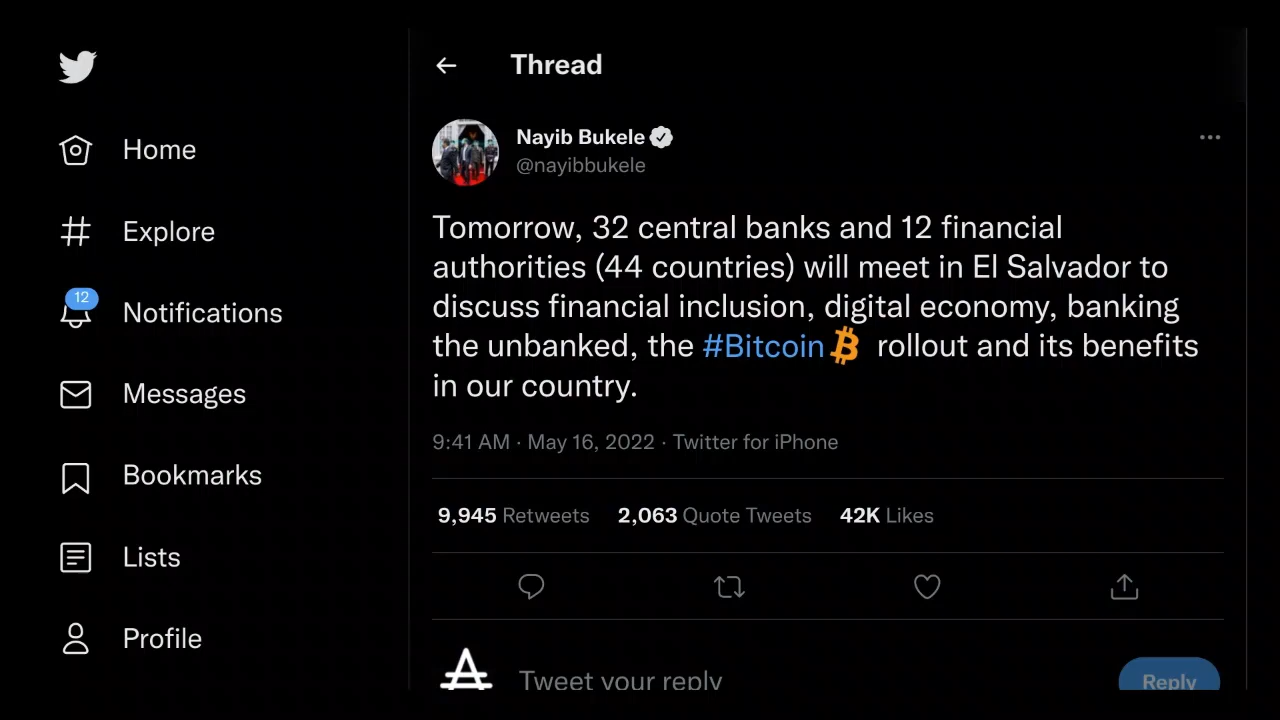 Thread
Nayib Bukele
@nayibbukele
Tomorrow, 32 central banks and 12 financial
authorities (44 countries) will meet in El Salvador to
discuss financial inclusion, digital economy, banking
the unbanked, the #Bitcoin rollout and its benefits
in our country.
9:41 AM · May 16, 2022 · Twitter for iPhone
9,945 Retweets 2,063 Quote Tweets 42K Likes
Tweet your reply
Reply
Home
Explore
12
Notifications
Messages
Bookmarks
Lists
Profile